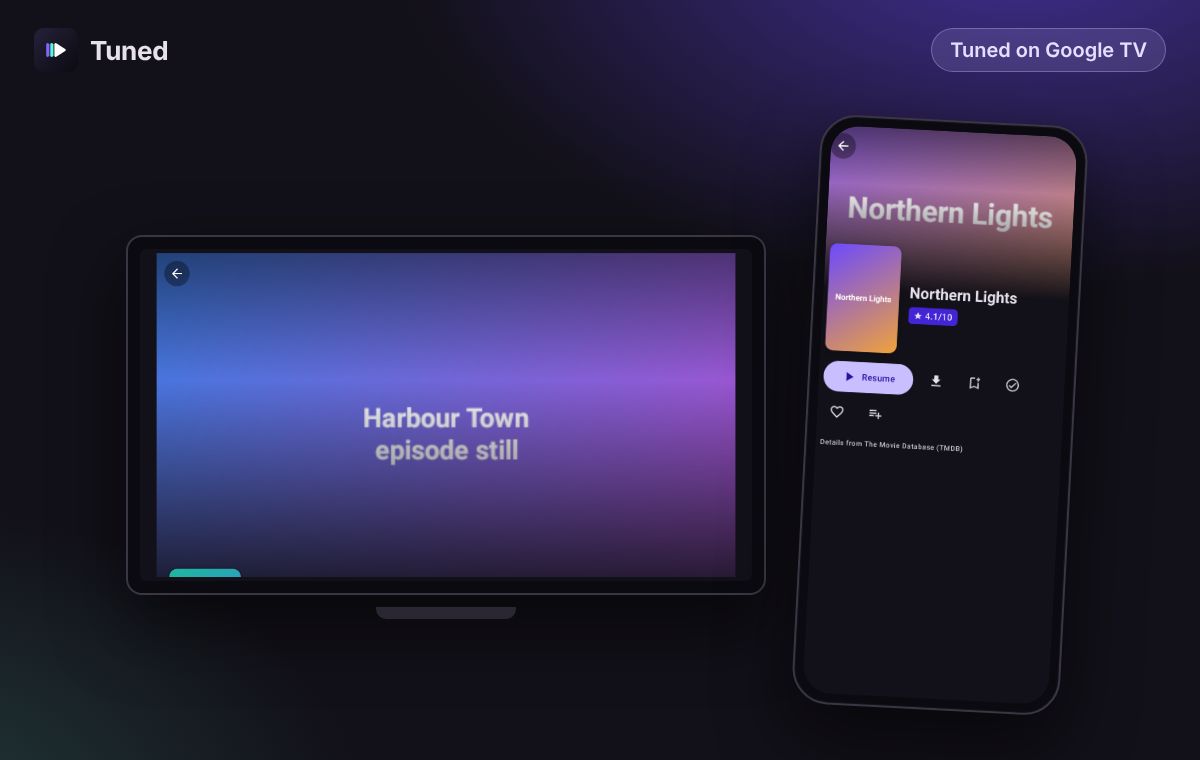 Tuned
Tuned on Google TV
Harbour Town
episode still
Northern Lights
Northern Lights
Northern Lights
★ 4.1/10
Resume
Details from The Movie Database (TMDB)